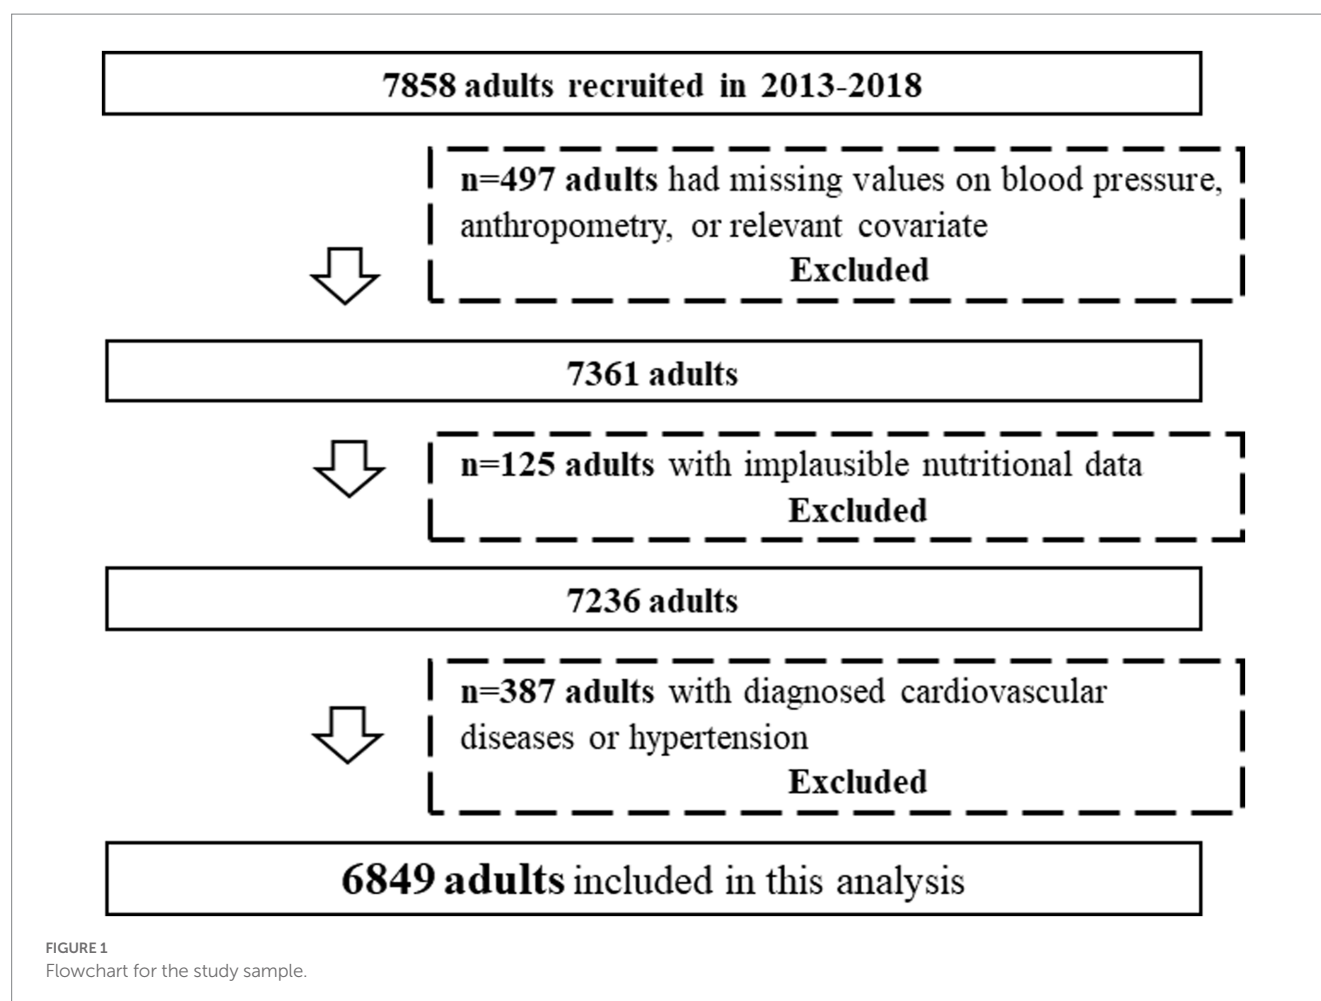 7858 adults recruited in 2013-2018
n=497 adults had missing values on blood pressure,
anthropometry, or relevant covariate
Excluded
7361 adults
n=125 adults with implausible nutritional data
Excluded
7236 adults
n=387 adults with diagnosed cardiovascular
diseases or hypertension
Excluded
6849 adults included in this analysis
FIGURE 1
Flowchart for the study sample.